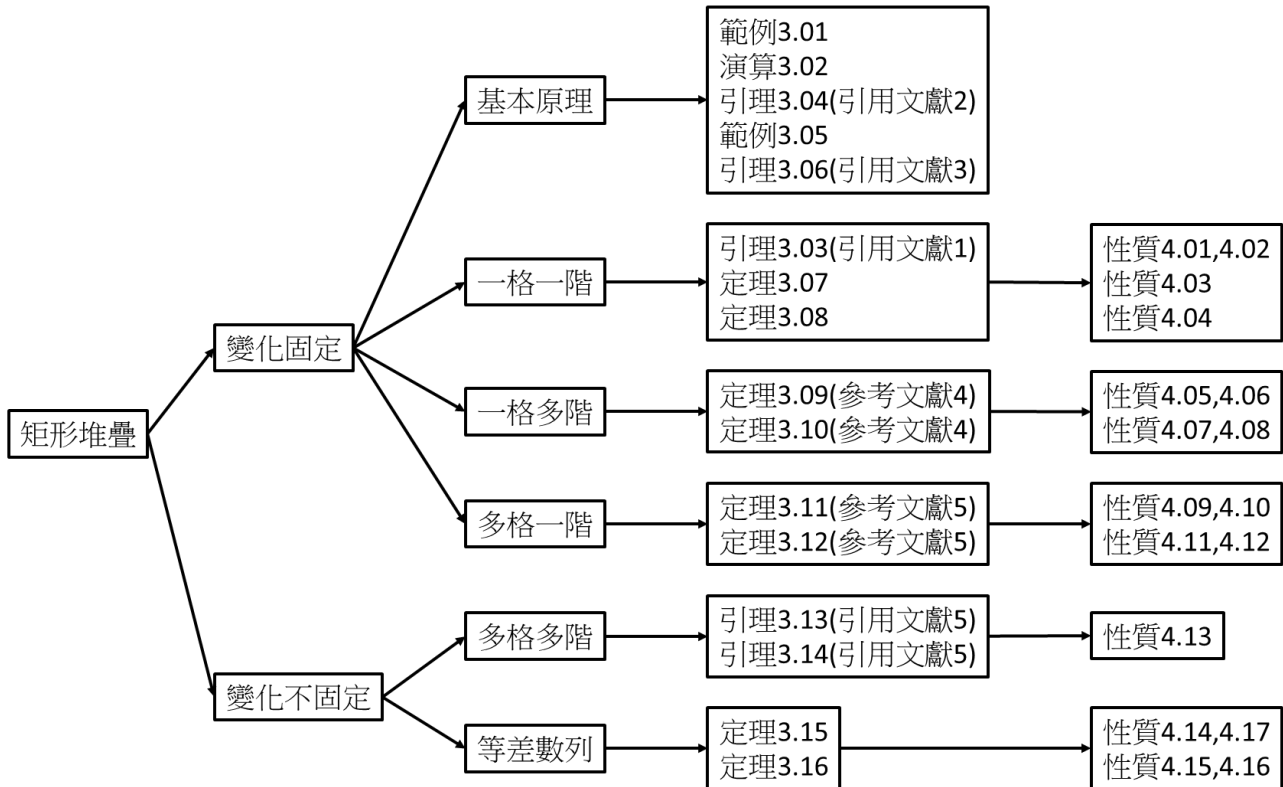 矩形堆疊
變化固定
基本原理
範例3.01
演算3.02
引理3.04(引用文獻2)
範例3.05
引理3.06(引用文獻3)
一格一階
引理3.03(引用文獻1)
定理3.07
定理3.08
性質4.01,4.02
性質4.03
性質4.04
一格多階
定理3.09(參考文獻4)
定理3.10(參考文獻4)
性質4.05,4.06
性質4.07,4.08
多格一階
定理3.11(參考文獻5)
定理3.12(參考文獻5)
性質4.09,4.10
性質4.11,4.12
變化不固定
多格多階
引理3.13(引用文獻5)
引理3.14(引用文獻5)
性質4.13
等差數列
定理3.15
定理3.16
性質4.14,4.17
性質4.15,4.16